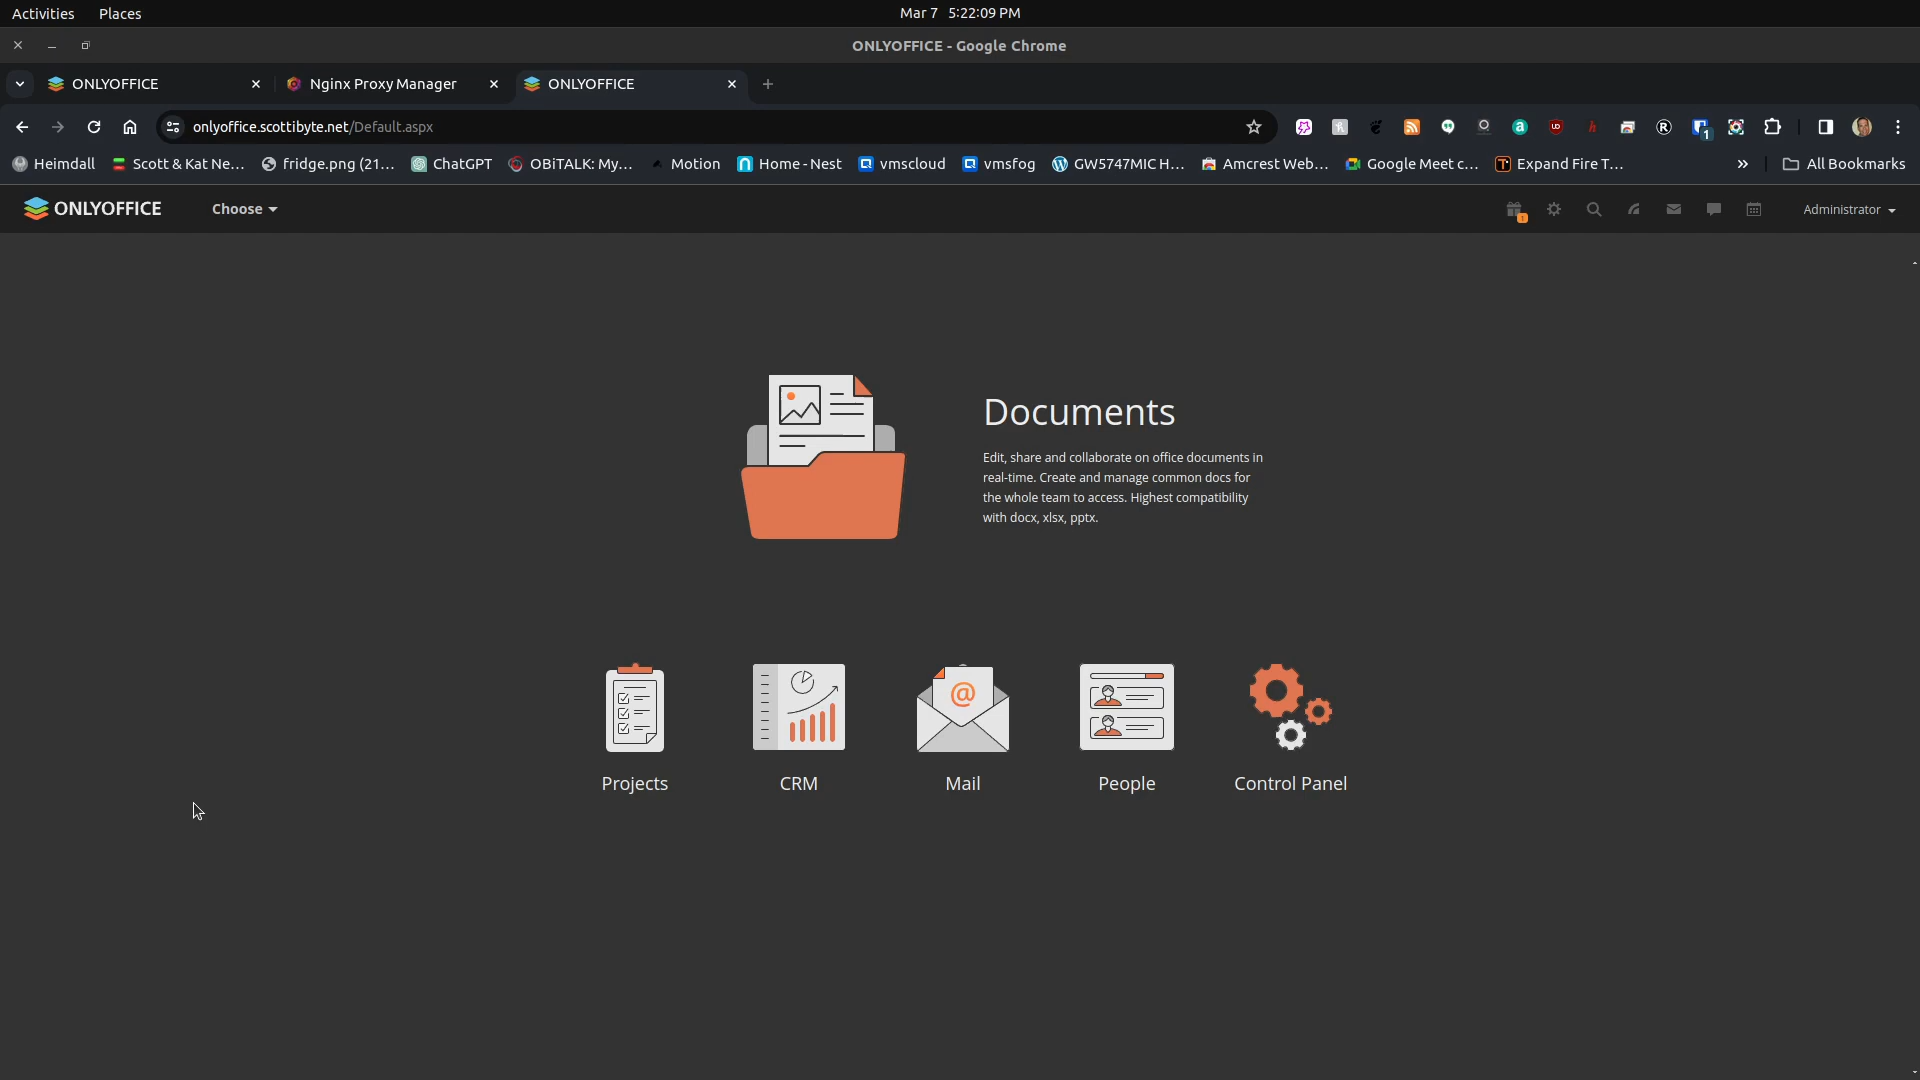 Activities Places Mar 7 5:22:09 PM
ONLYOFFICE - Google Chrome
ONLYOFFICE Nginx Proxy Manager ONLYOFFICE
onlyoffice.scottibyte.net/Default.aspx
Heimdall Scott & Kat Ne... fridge.png (21... ChatGPT OBiTALK: My... Motion Home - Nest vmscloud vmsfog GW5747MIC H... Amcrest Web... Google Meet c... Expand Fire T... » All Bookmarks
ONLYOFFICE Choose Administrator
Documents
Edit, share and collaborate on office documents in
real-time. Create and manage common docs for
the whole team to access. Highest compatibility
with docx, xlsx, pptx.
Projects CRM Mail People Control Panel